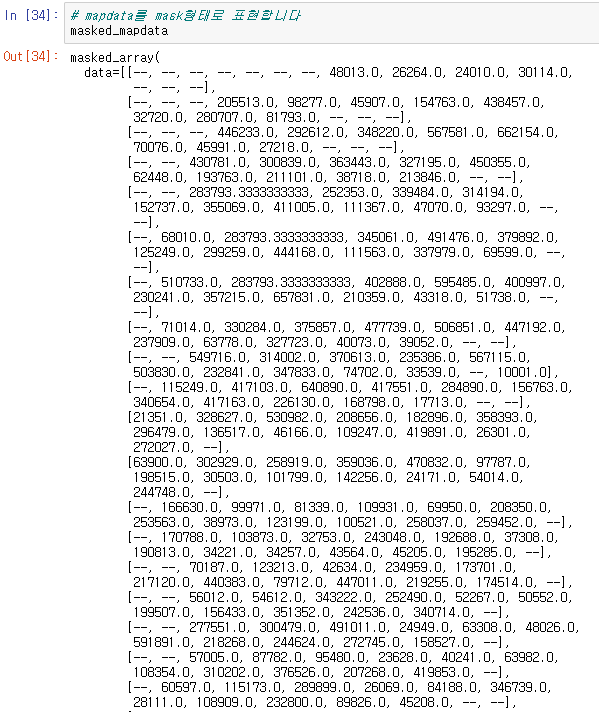 In [34]: # mapdata를 mask형태로 표현합니다
masked_mapdata
Out[34]: masked_array(
data=[[--, --, --, --, --, --, --, 48013.0, 26264.0, 24010.0, 30114.0,
--, --, --],
[--, --, --, 205513.0, 98277.0, 45907.0, 154763.0, 438457.0,
32720.0, 280707.0, 81793.0, --, --, --],
[--, --, --, 446233.0, 292612.0, 348220.0, 567581.0, 662154.0,
70076.0, 45991.0, 27218.0, --, --, --],
[--, --, 430781.0, 300839.0, 363443.0, 327195.0, 450355.0,
62448.0, 193763.0, 211101.0, 38718.0, 213846.0, --, --],
[--, --, 283793.3333333333, 252353.0, 339484.0, 314194.0,
152737.0, 355069.0, 411005.0, 111367.0, 47070.0, 93297.0, --,
--],
[--, 68010.0, 283793.3333333333, 345061.0, 491476.0, 379892.0,
125249.0, 299259.0, 444168.0, 111563.0, 337979.0, 69599.0, --,
--],
[--, 510733.0, 283793.3333333333, 402888.0, 595485.0, 400997.0,
230241.0, 357215.0, 657831.0, 210359.0, 43318.0, 51738.0, --,
--],
[--, 71014.0, 330284.0, 375857.0, 477739.0, 506851.0, 447192.0,
237909.0, 63778.0, 327723.0, 40073.0, 39052.0, --, --],
[--, --, 549716.0, 314002.0, 370613.0, 235386.0, 567115.0,
503830.0, 232841.0, 347833.0, 74702.0, 33539.0, --, 10001.0],
[--, 115249.0, 417103.0, 640890.0, 417551.0, 284890.0, 156763.0,
340654.0, 417163.0, 226130.0, 168798.0, 17713.0, --, --],
[21351.0, 328627.0, 530982.0, 208656.0, 182896.0, 358393.0,
296479.0, 136517.0, 46166.0, 109247.0, 419891.0, 26301.0,
272027.0, --],
[63900.0, 302929.0, 258919.0, 359036.0, 470832.0, 97787.0,
198515.0, 30503.0, 101799.0, 142256.0, 24171.0, 54014.0,
244748.0, --],
[--, 166630.0, 99971.0, 81339.0, 109931.0, 69950.0, 208350.0,
253563.0, 38973.0, 123199.0, 100521.0, 258037.0, 259452.0, --],
[--, 170788.0, 103873.0, 32753.0, 243048.0, 192688.0, 37308.0,
190813.0, 34221.0, 34257.0, 43564.0, 45205.0, 195285.0, --],
[--, --, 70187.0, 123213.0, 42634.0, 234959.0, 173701.0,
217120.0, 440383.0, 79712.0, 447011.0, 219255.0, 174514.0, --],
[--, --, 56012.0, 54612.0, 343222.0, 252490.0, 52267.0, 50552.0,
199507.0, 156433.0, 351352.0, 242536.0, 340714.0, --],
[--, --, 277551.0, 300479.0, 491011.0, 24949.0, 63308.0, 48026.0,
591891.0, 218268.0, 244624.0, 272745.0, 158527.0, --],
[--, --, 57005.0, 87782.0, 95480.0, 23628.0, 40241.0, 63982.0,
108354.0, 310202.0, 376526.0, 207268.0, 419853.0, --],
[--, 60597.0, 115173.0, 289899.0, 26069.0, 84188.0, 346739.0,
28111.0, 108909.0, 232800.0, 89826.0, 45208.0, --, --],